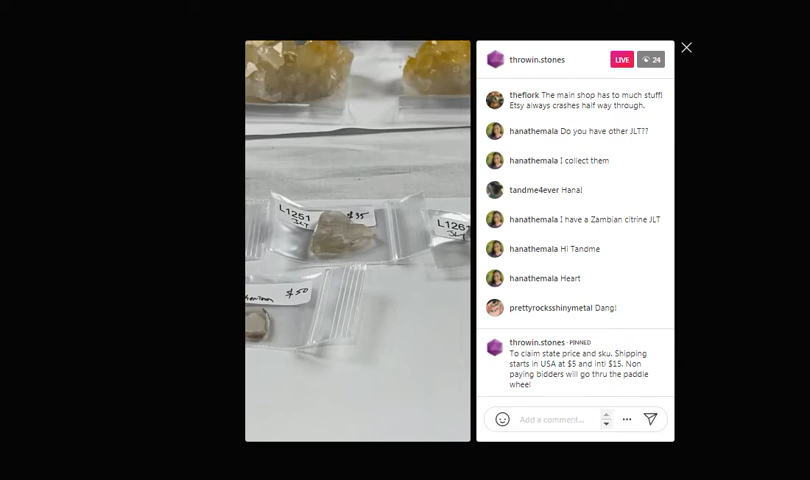 throwin.stones
LIVE
24
theflork The main shop has to much stuff!
Etsy always crashes half way through.
hanathemala Do you have other JLT??
hanathemala I collect them
tandme4ever Hana!
hanathemala I have a Zambian citrine JLT
hanathemala Hi Tandme
hanathemala Heart
prettyrocksshinymetal Dang!
throwin.stones · PINNED
To claim state price and sku. Shipping
starts in USA at $5 and intl $15. Non
paying bidders will go thru the paddle
wheel
Add a comment...
L1251
JLT
$35
L1261
JLT
$50